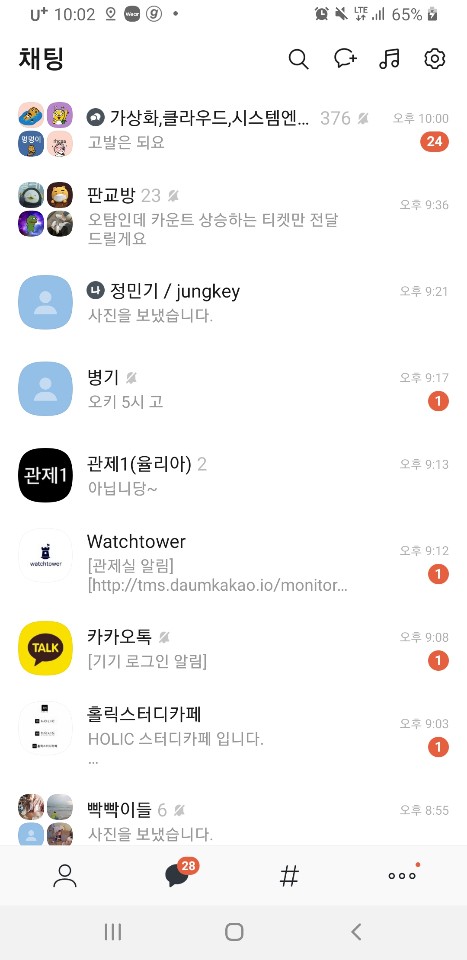 U+ 10:02 Wear g
LTE 65%
채팅
가상화,클라우드,시스템엔... 376 오후 10:00
고발은 되요 24
판교방 23 오후 9:36
오탐인데 카운트 상승하는 티켓만 전달
드릴게요
나 정민기 / jungkey 오후 9:21
사진을 보냈습니다.
병기 오후 9:17
오키 5시 고 1
관제1 관제1(율리아) 2 오후 9:13
아닙니당~
Watchtower 오후 9:12
watchtower [관제실 알림] 1
[http://tms.daumkakao.io/monitor...
카카오톡 오후 9:08
TALK [기기 로그인 알림] 1
홀릭스터디카페 오후 9:03
HOLIC 스터디카페 입니다. 1
...
빡빡이들 6 오후 8:55
사진을 보냈습니다.
28